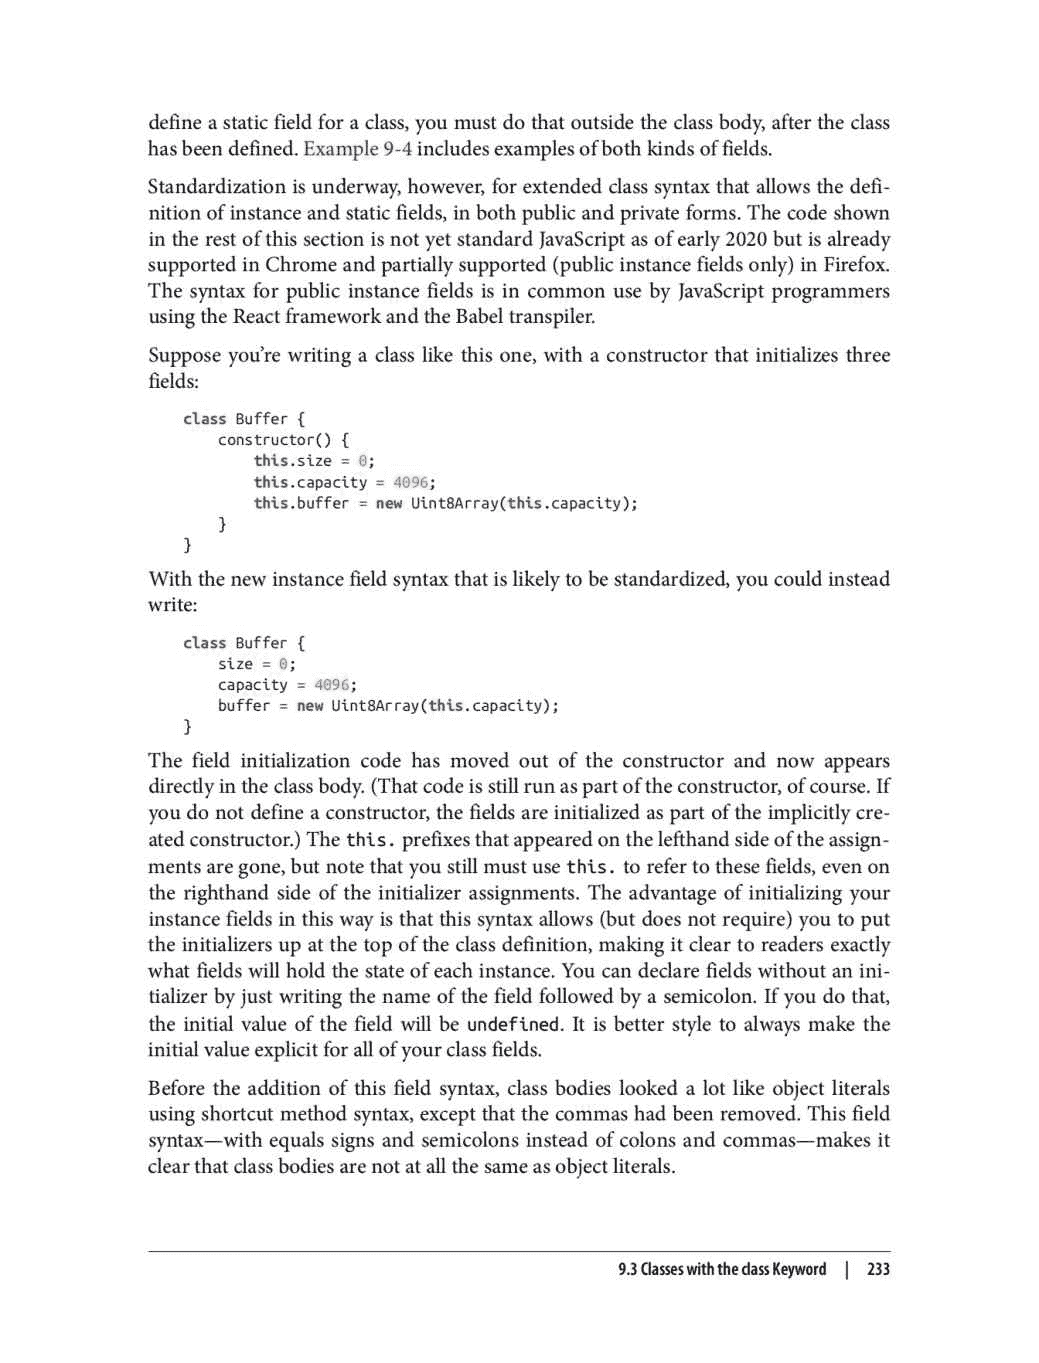 define a static field for a class, you must do that outside the class body, after the class
has been defined. Example 9-4 includes examples of both kinds of fields.
Standardization is underway, however, for extended class syntax that allows the defi-
nition of instance and static fields, in both public and private forms. The code shown
in the rest of this section is not yet standard JavaScript as of early 2020 but is already
supported in Chrome and partially supported (public instance fields only) in Firefox.
The syntax for public instance fields is in common use by JavaScript programmers
using the React framework and the Babel transpiler.
Suppose you’re writing a class like this one, with a constructor that initializes three
fields:
class Buffer {
    constructor() {
        this.size = 0;
        this.capacity = 4096;
        this.buffer = new Uint8Array(this.capacity);
    }
}
With the new instance field syntax that is likely to be standardized, you could instead
write:
class Buffer {
    size = 0;
    capacity = 4096;
    buffer = new Uint8Array(this.capacity);
}
The field initialization code has moved out of the constructor and now appears
directly in the class body. (That code is still run as part of the constructor, of course. If
you do not define a constructor, the fields are initialized as part of the implicitly cre-
ated constructor.) The this. prefixes that appeared on the lefthand side of the assign-
ments are gone, but note that you still must use this. to refer to these fields, even on
the righthand side of the initializer assignments. The advantage of initializing your
instance fields in this way is that this syntax allows (but does not require) you to put
the initializers up at the top of the class definition, making it clear to readers exactly
what fields will hold the state of each instance. You can declare fields without an ini-
tializer by just writing the name of the field followed by a semicolon. If you do that,
the initial value of the field will be undefined. It is better style to always make the
initial value explicit for all of your class fields.
Before the addition of this field syntax, class bodies looked a lot like object literals
using shortcut method syntax, except that the commas had been removed. This field
syntax—with equals signs and semicolons instead of colons and commas—makes it
clear that class bodies are not at all the same as object literals.
9.3 Classes with the class Keyword | 233